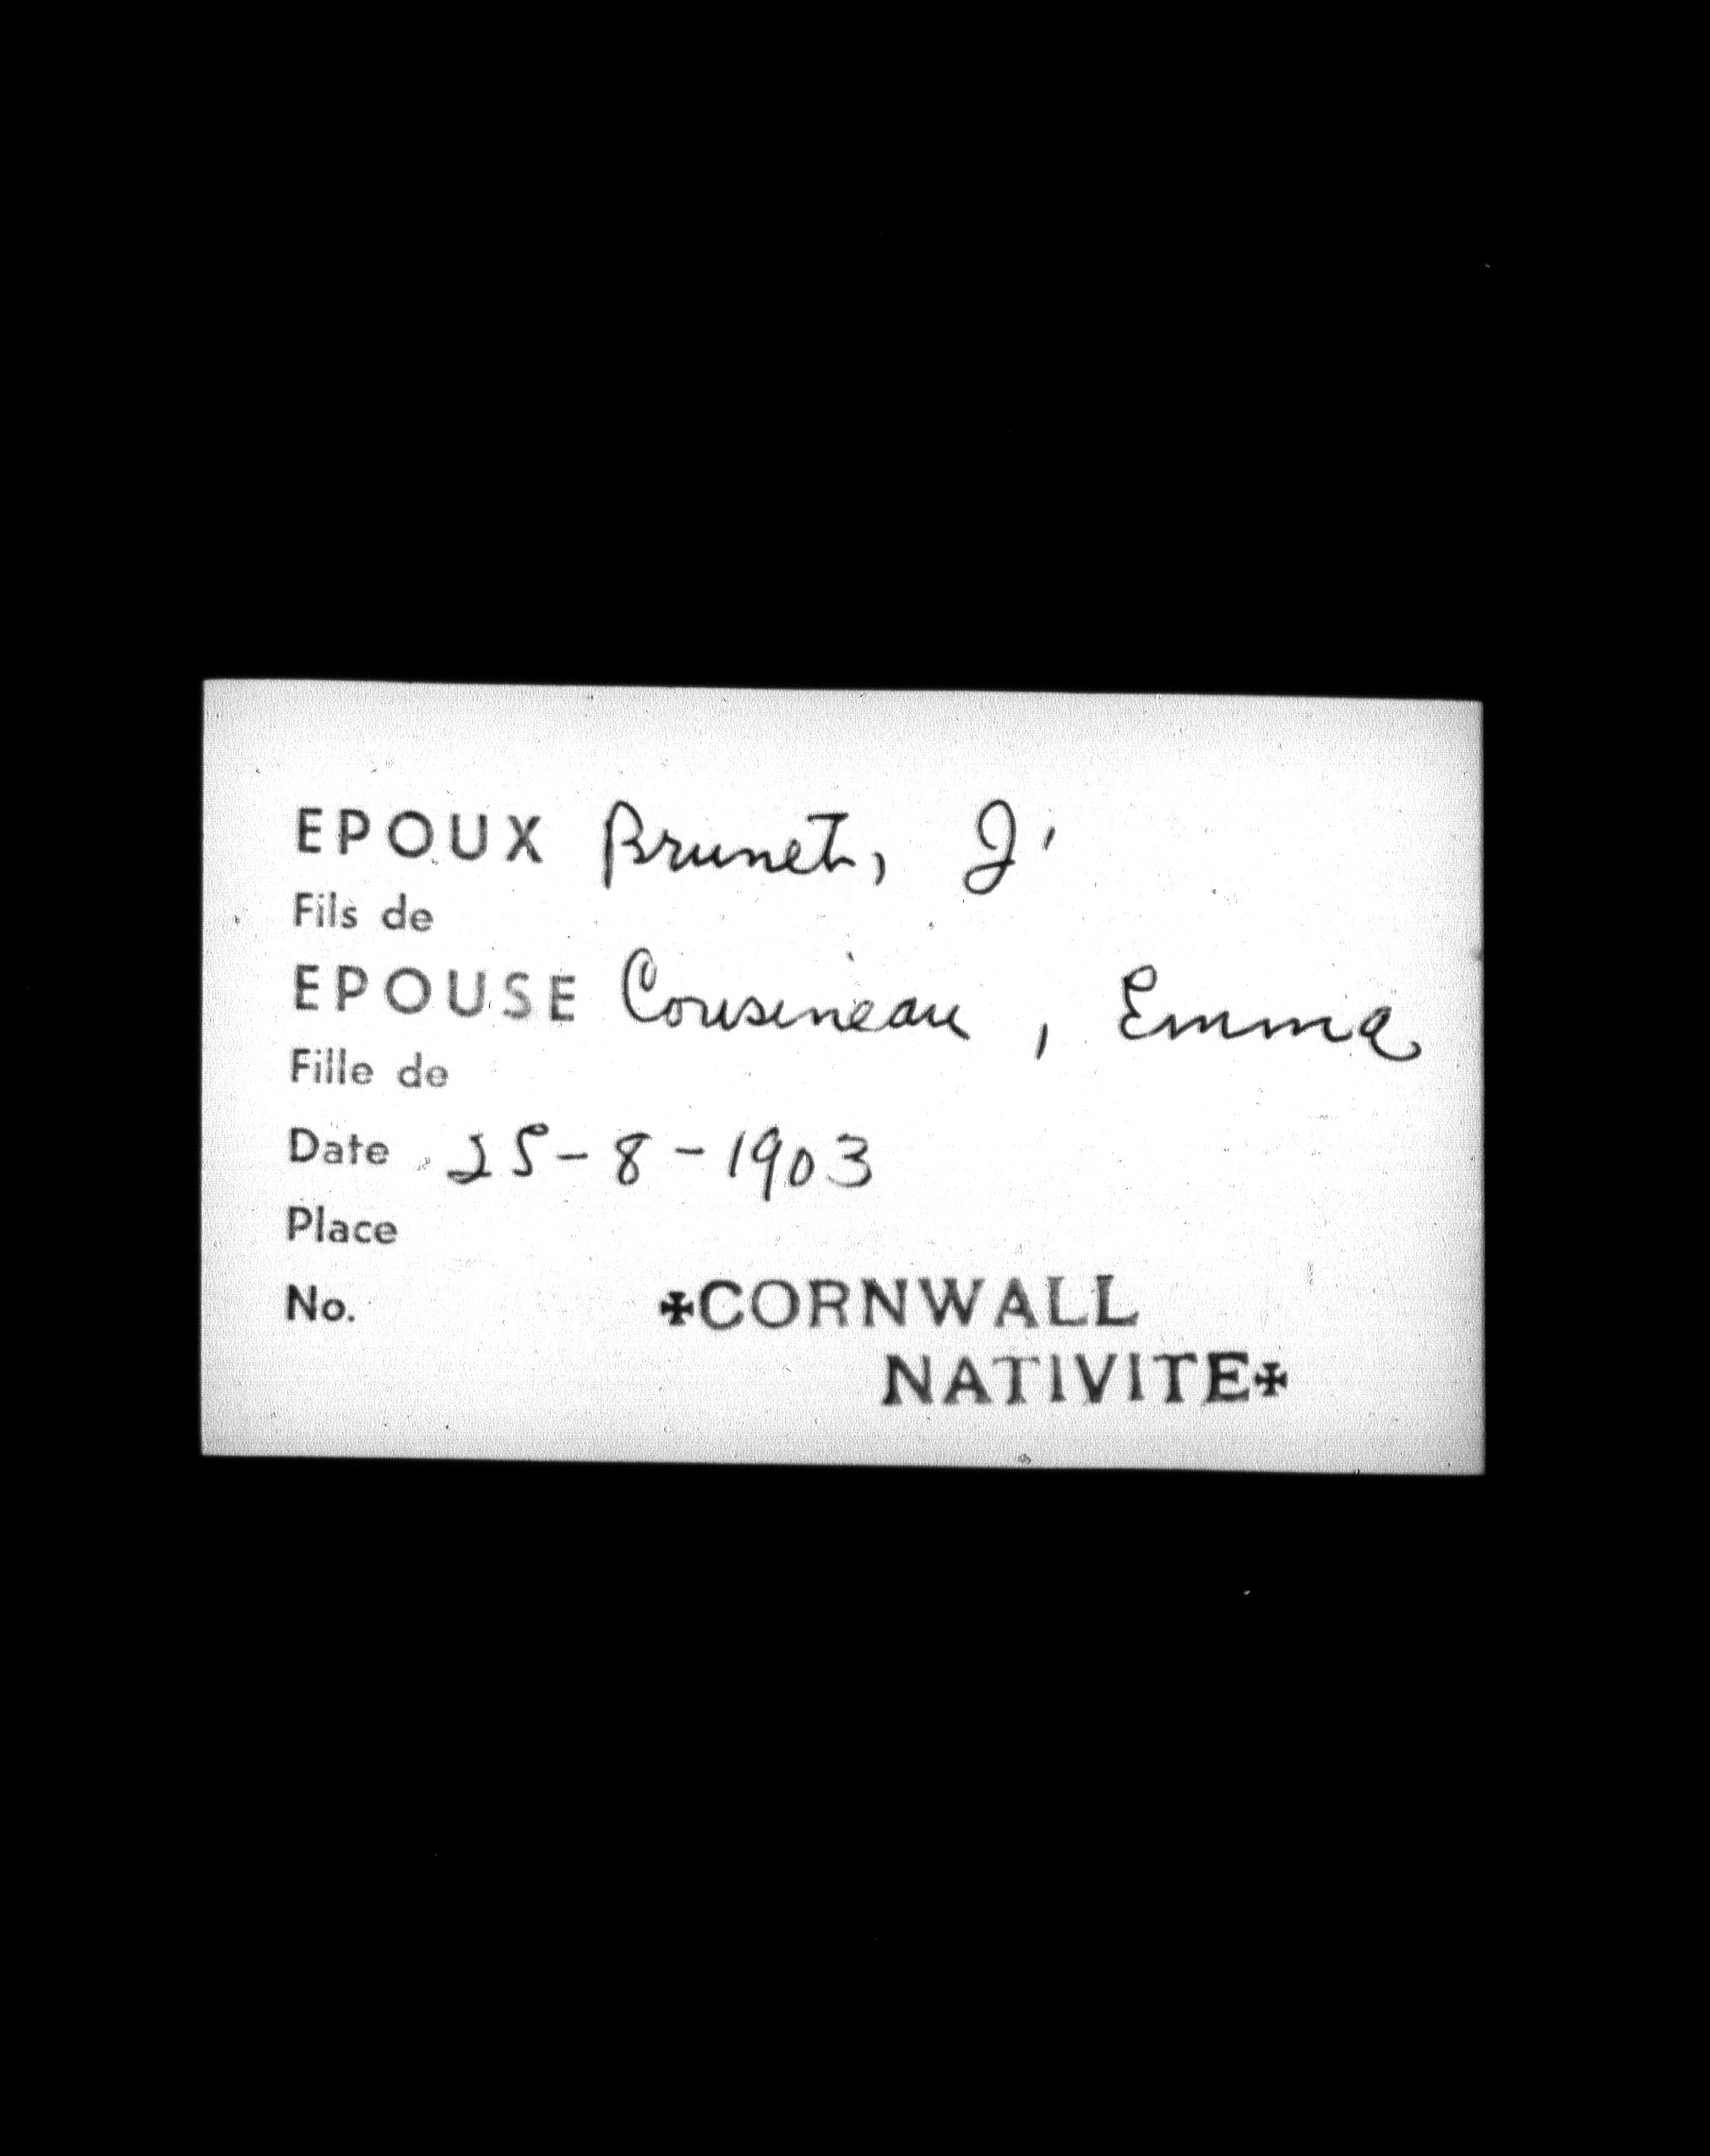 EPOUX Brunet, J'
Fils de
EPOUSE Cousineau, Emma
Fille de
Date 25-8-1903
Place
No. ✠CORNWALL
NATIVITE✠